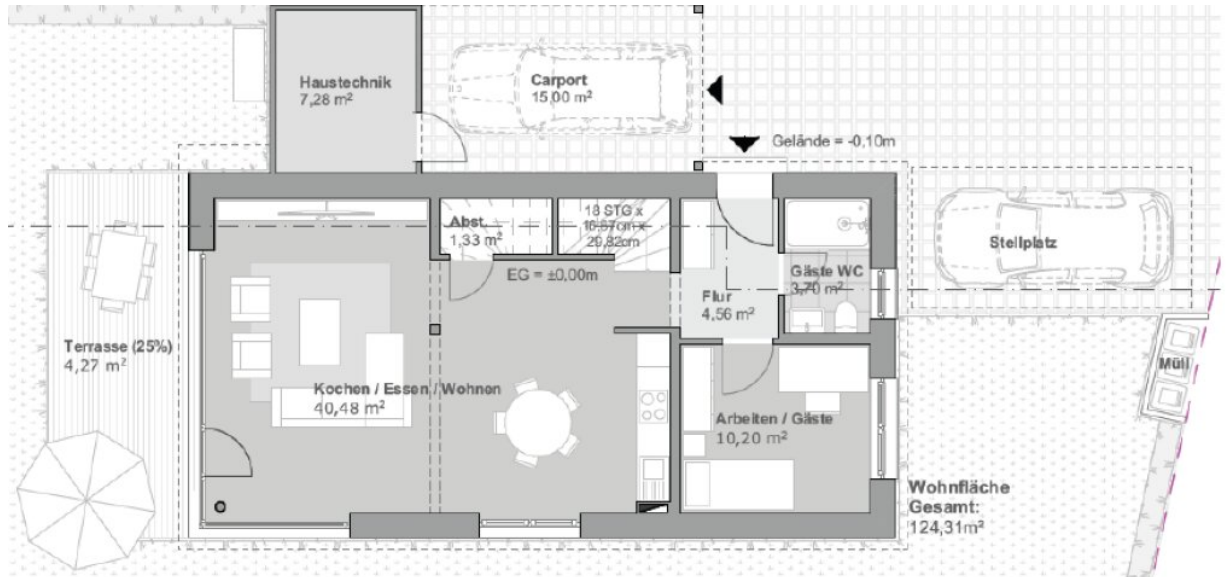 Haustechnik
7,28 m²
Carport
15,00 m²
Gelände = -0,10m
Abst.
1,33 m²
18 STG x
16,67cm x
29,82cm
EG = ±0,00m
Gäste WC
3,70 m²
Stellplatz
Flur
4,56 m²
Terrasse (25%)
4,27 m²
Müll
Kochen / Essen / Wohnen
40,48 m²
Arbeiten / Gäste
10,20 m²
Wohnfläche
Gesamt:
124,31m²